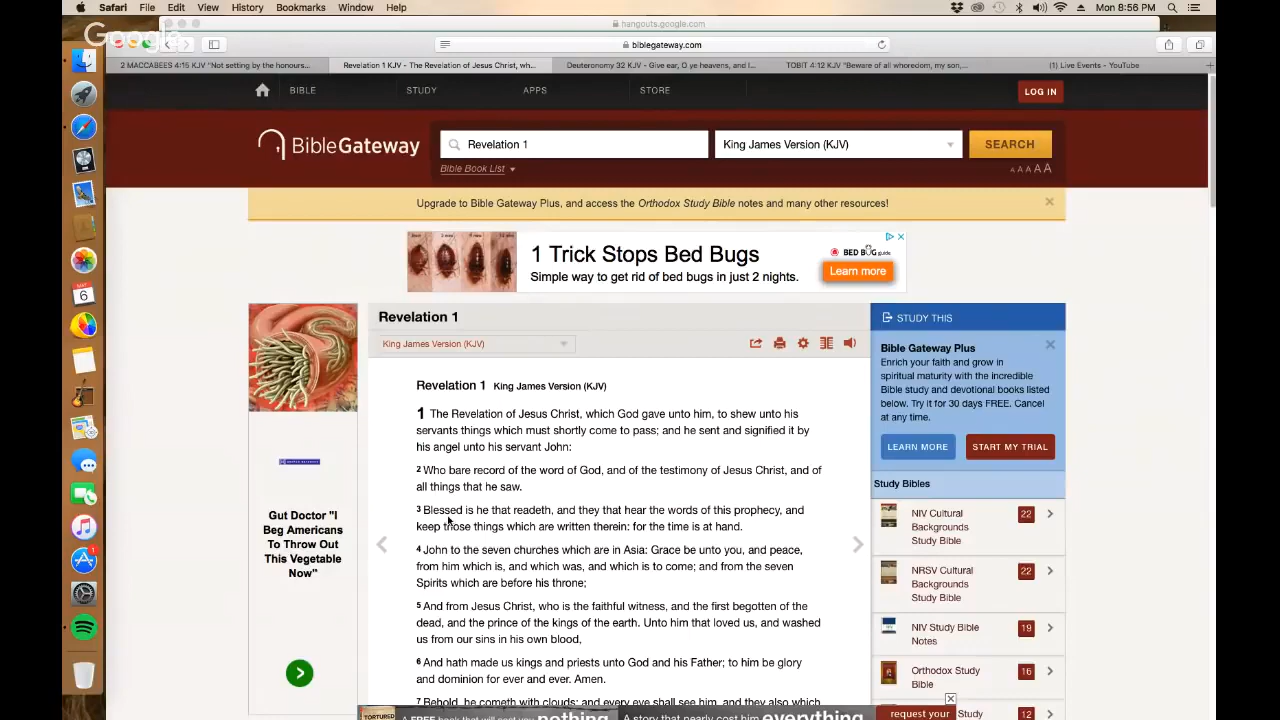 Safari File Edit View History Bookmarks Window Help
Mon 8:56 PM
hangouts.google.com
Google
biblegateway.com
2 MACCABEES 4:15 KJV "Not setting by the honours...
Revelation 1 KJV - The Revelation of Jesus Christ, wh...
Deuteronomy 32 KJV - Give ear, O ye heavens, and I...
TOBIT 4:12 KJV "Beware of all whoredom, my son,...
(1) Live Events - YouTube
BIBLE STUDY APPS STORE LOG IN
BibleGateway
Revelation 1
King James Version (KJV)
SEARCH
Bible Book List
A A A A A
Upgrade to Bible Gateway Plus, and access the Orthodox Study Bible notes and many other resources!
1 Trick Stops Bed Bugs
Simple way to get rid of bed bugs in just 2 nights.
BED BUG guide
Learn more
MAY
6
1
Gut Doctor "I
Beg Americans
To Throw Out
This Vegetable
Now"
Revelation 1
King James Version (KJV)
Revelation 1 King James Version (KJV)
1 The Revelation of Jesus Christ, which God gave unto him, to shew unto his
servants things which must shortly come to pass; and he sent and signified it by
his angel unto his servant John:
2 Who bare record of the word of God, and of the testimony of Jesus Christ, and of
all things that he saw.
3 Blessed is he that readeth, and they that hear the words of this prophecy, and
keep those things which are written therein: for the time is at hand.
4 John to the seven churches which are in Asia: Grace be unto you, and peace,
from him which is, and which was, and which is to come; and from the seven
Spirits which are before his throne;
5 And from Jesus Christ, who is the faithful witness, and the first begotten of the
dead, and the prince of the kings of the earth. Unto him that loved us, and washed
us from our sins in his own blood,
6 And hath made us kings and priests unto God and his Father; to him be glory
and dominion for ever and ever. Amen.
7 Behold, he cometh with clouds; and every eye shall see him, and they also which
STUDY THIS
Bible Gateway Plus
Enrich your faith and grow in
spiritual maturity with the incredible
Bible study and devotional books listed
below. Try it for 30 days FREE. Cancel
at any time.
LEARN MORE
START MY TRIAL
Study Bibles
NIV Cultural
Backgrounds
Study Bible
22
NRSV Cultural
Backgrounds
Study Bible
22
NIV Study Bible
Notes
19
Orthodox Study
Bible
16
Study
12
TORTURED
A FREE book that will cost you nothing
A story that nearly cost him everything
request your